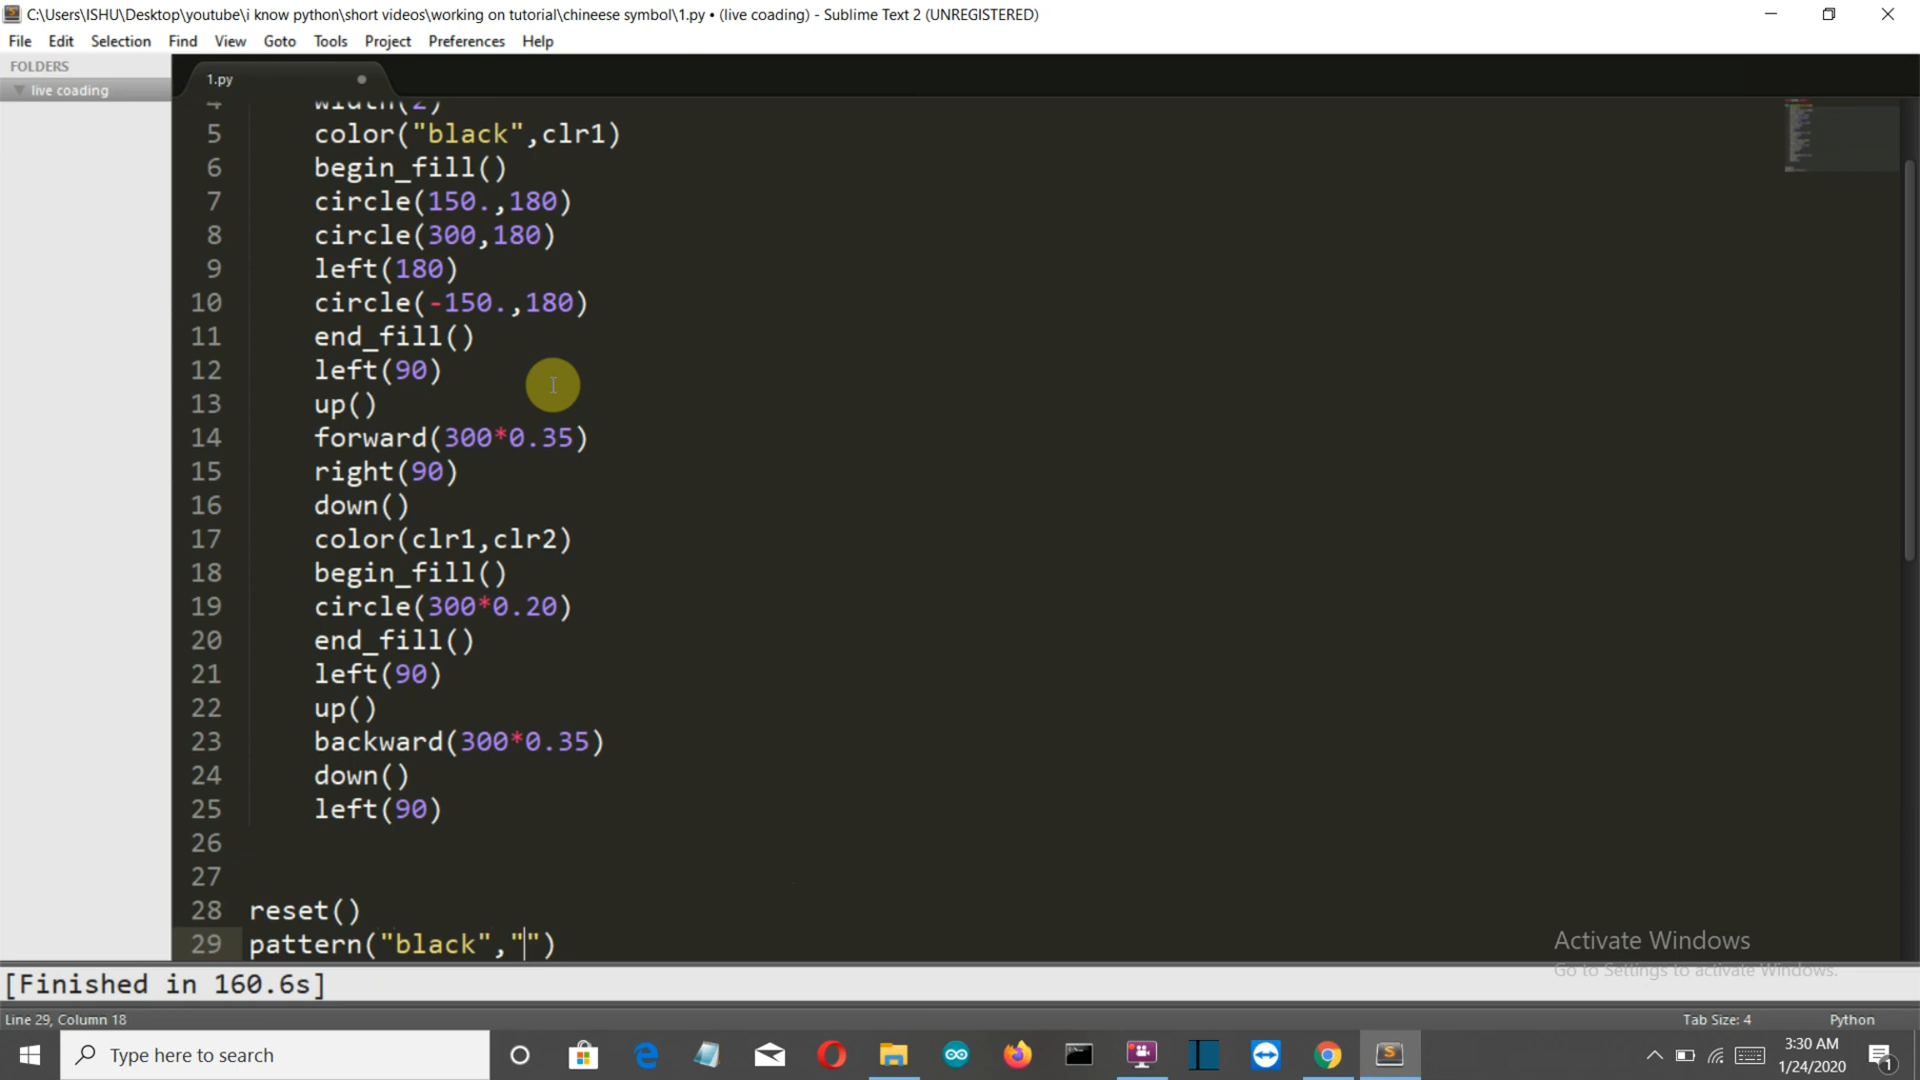 C:\Users\ISHU\Desktop\youtube\i know python\short videos\working on tutorial\chineese symbol\1.py • (live coading) - Sublime Text 2 (UNREGISTERED)
File Edit Selection Find View Goto Tools Project Preferences Help
FOLDERS
live coading
1.py
4 width(2)
5 color("black",clr1)
6 begin_fill()
7 circle(150.,180)
8 circle(300,180)
9 left(180)
10 circle(-150.,180)
11 end_fill()
12 left(90)
13 up()
14 forward(300*0.35)
15 right(90)
16 down()
17 color(clr1,clr2)
18 begin_fill()
19 circle(300*0.20)
20 end_fill()
21 left(90)
22 up()
23 backward(300*0.35)
24 down()
25 left(90)
26
27
28 reset()
29 pattern("black","")
Activate Windows
Go to Settings to activate Windows.
[Finished in 160.6s]
Line 29, Column 18
Tab Size: 4
Python
Type here to search
3:30 AM
1/24/2020
1